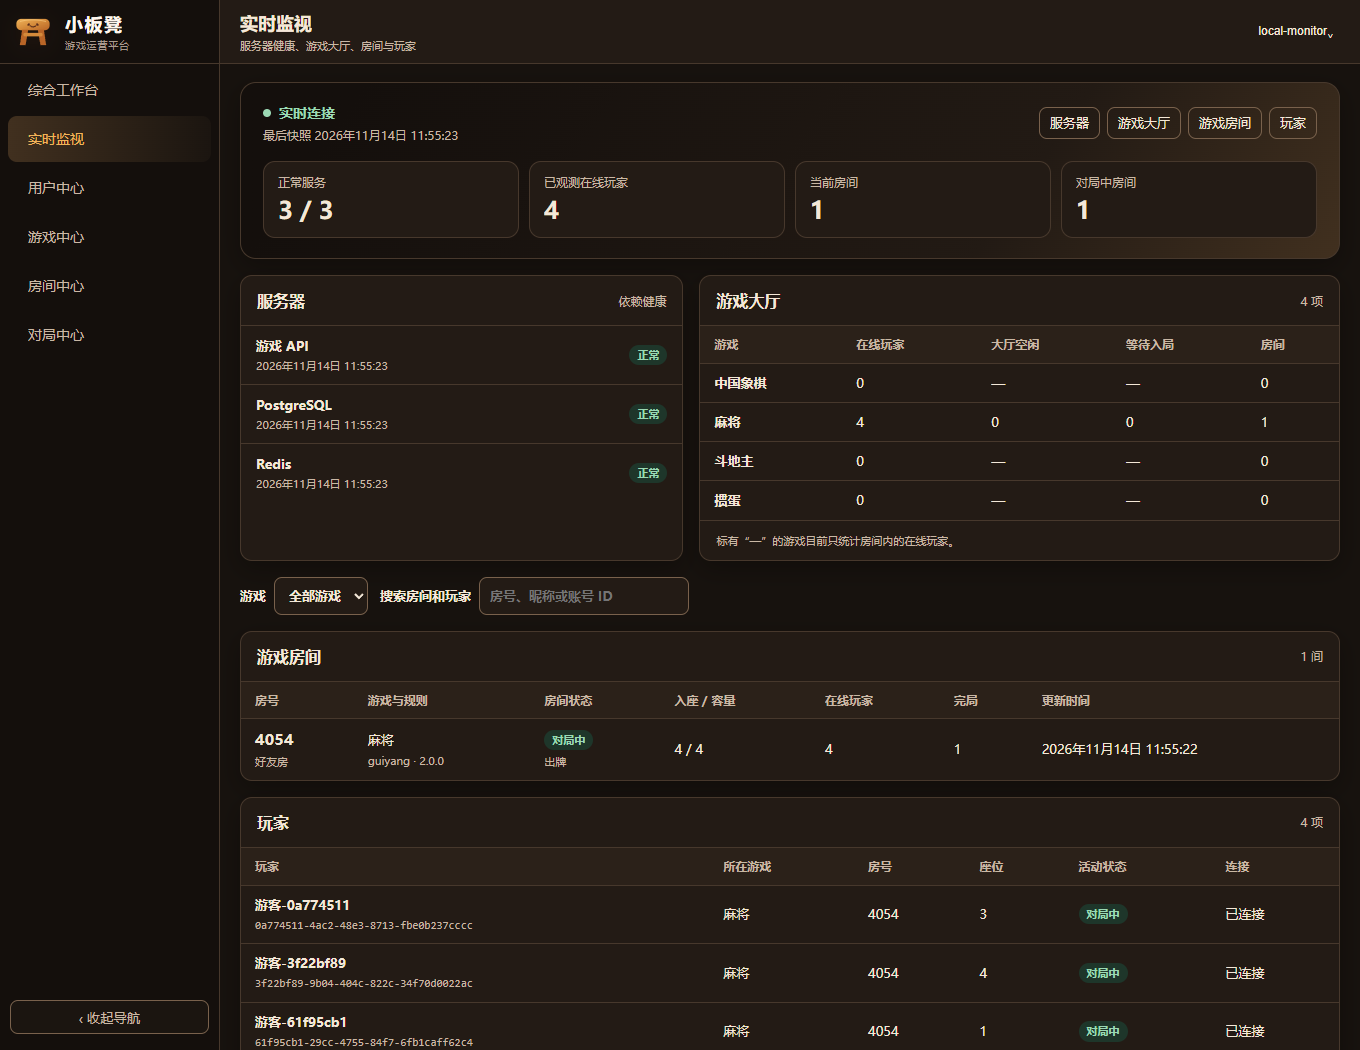 小板凳
游戏运营平台
实时监视
服务器健康、游戏大厅、房间与玩家
local-monitor
综合工作台
实时监视
用户中心
游戏中心
房间中心
对局中心
‹ 收起导航
实时连接
最后快照 2026年11月14日 11:55:23
服务器 游戏大厅 游戏房间 玩家
正常服务 已观测在线玩家 当前房间 对局中房间
3 / 3 4 1 1
服务器 依赖健康
游戏 API
2026年11月14日 11:55:23
正常
PostgreSQL
2026年11月14日 11:55:23
正常
Redis
2026年11月14日 11:55:23
正常
游戏大厅 4 项
游戏 在线玩家 大厅空闲 等待入局 房间
中国象棋 0 — — 0
麻将 4 0 0 1
斗地主 0 — — 0
掼蛋 0 — — 0
标有“—”的游戏目前只统计房间内的在线玩家。
游戏 全部游戏 搜索房间和玩家 房号、昵称或账号 ID
游戏房间 1 间
房号 游戏与规则 房间状态 入座 / 容量 在线玩家 完局 更新时间
4054 麻将 对局中 4 / 4 4 1 2026年11月14日 11:55:22
好友房 guiyang · 2.0.0 出牌
玩家 4 项
玩家 所在游戏 房号 座位 活动状态 连接
游客-0a774511 麻将 4054 3 对局中 已连接
0a774511-4ac2-48e3-8713-fbe0b237cccc
游客-3f22bf89 麻将 4054 4 对局中 已连接
3f22bf89-9b04-404c-822c-34f70d0022ac
游客-61f95cb1 麻将 4054 1 对局中 已连接
61f95cb1-29cc-4755-84f7-6fb1caff62c4